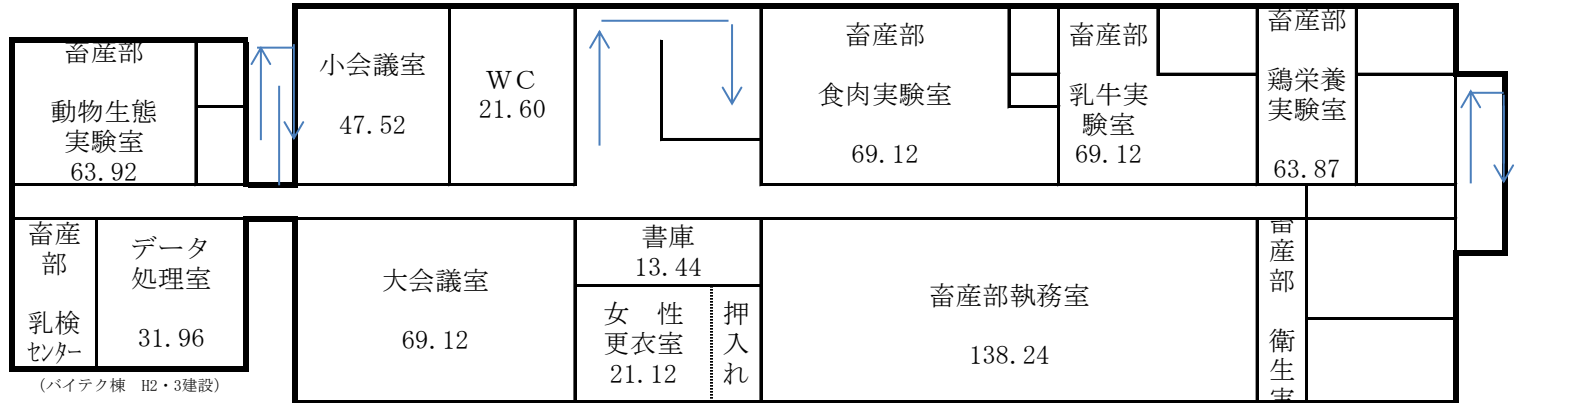 畜産部
動物生態
実験室
63.92
小会議室
47.52
WC
21.60
畜産部
食肉実験室
69.12
畜産部
乳牛実
験室
69.12
畜産部
鶏栄養
実験室
63.87
畜産
部
乳検
センター
データ
処理室
31.96
(バイテク棟 H2・3建設)
大会議室
69.12
書庫
13.44
女 性
更衣室
21.12
押
入
れ
畜産部執務室
138.24
畜
産
部
衛
生
実